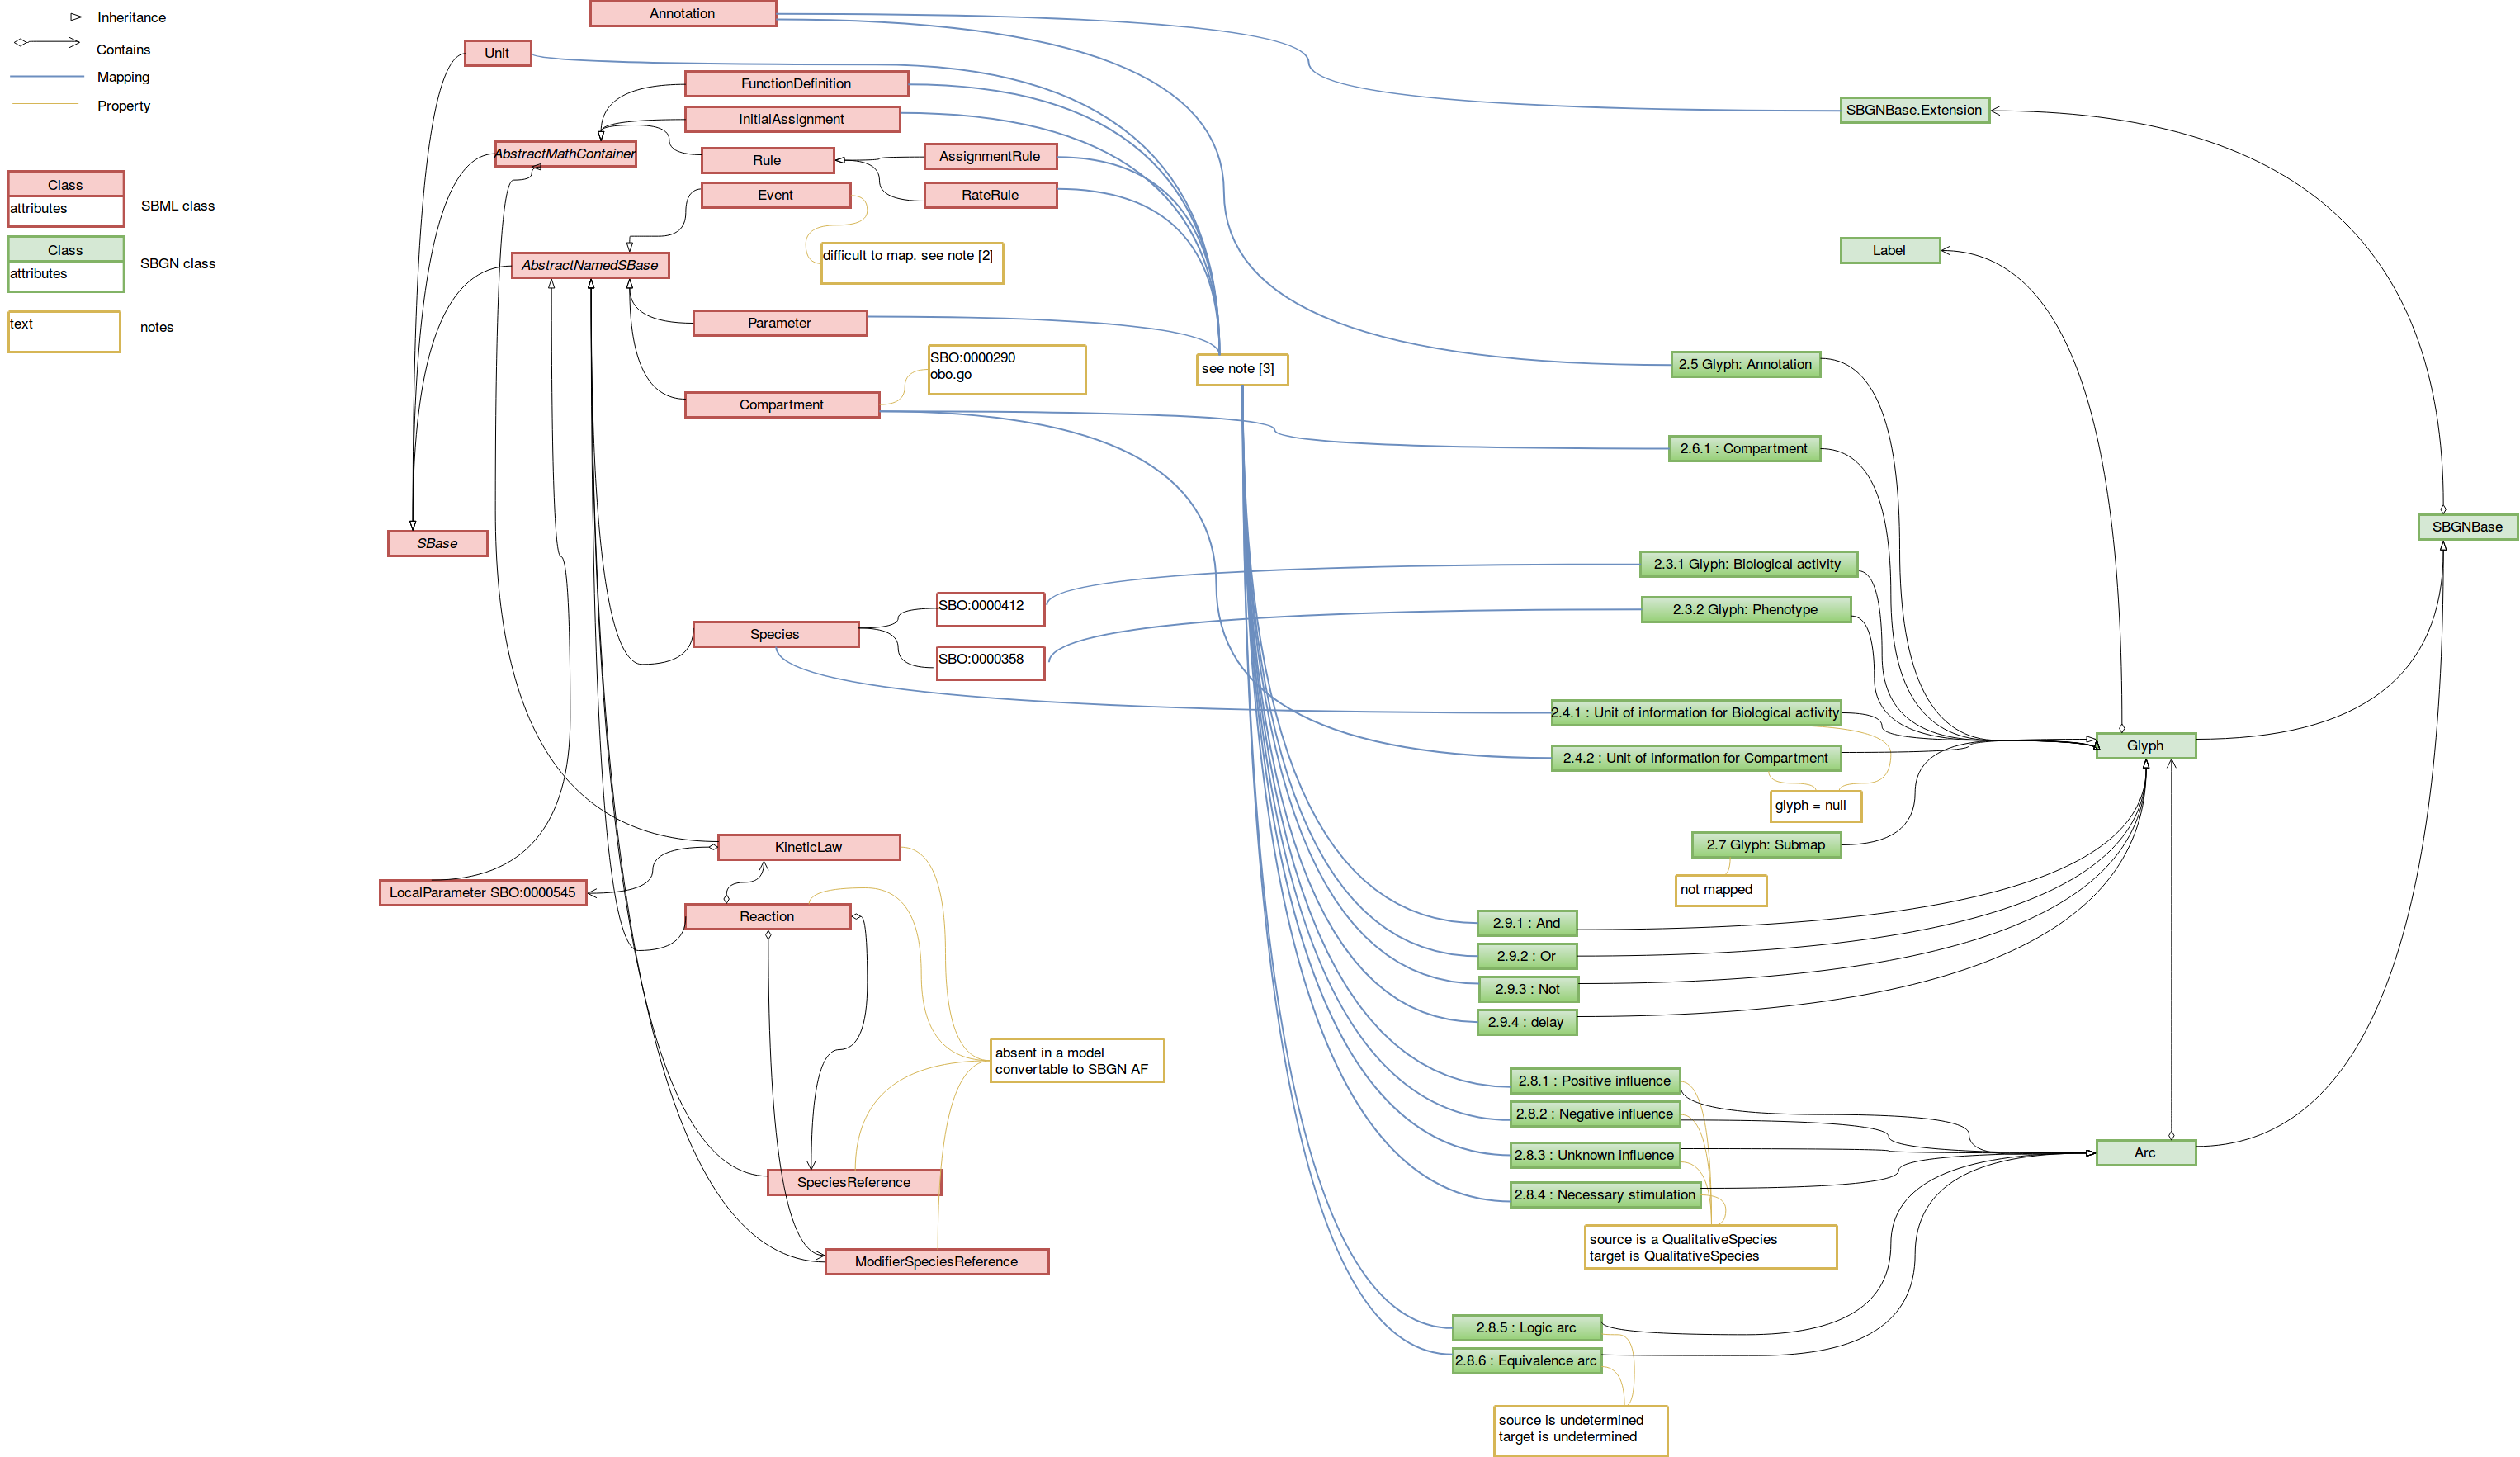 Inheritance
Contains
Mapping
Property
Class
attributes
SBML class
Class
attributes
SBGN class
text
notes
Annotation
Unit
FunctionDefinition
InitialAssignment
AbstractMathContainer
Rule
AssignmentRule
Event
RateRule
difficult to map. see note [2]
AbstractNamedSBase
Parameter
SBO:0000290
obo.go
Compartment
see note [3]
SBase
SBO:0000412
Species
SBO:0000358
KineticLaw
LocalParameter SBO:0000545
Reaction
absent in a model
convertable to SBGN AF
SpeciesReference
ModifierSpeciesReference
SBGNBase.Extension
Label
2.5 Glyph: Annotation
2.6.1 : Compartment
SBGNBase
2.3.1 Glyph: Biological activity
2.3.2 Glyph: Phenotype
2.4.1 : Unit of information for Biological activity
2.4.2 : Unit of information for Compartment
Glyph
glyph = null
2.7 Glyph: Submap
not mapped
2.9.1 : And
2.9.2 : Or
2.9.3 : Not
2.9.4 : delay
2.8.1 : Positive influence
2.8.2 : Negative influence
2.8.3 : Unknown influence
Arc
2.8.4 : Necessary stimulation
source is a QualitativeSpecies
target is QualitativeSpecies
2.8.5 : Logic arc
2.8.6 : Equivalence arc
source is undetermined
target is undetermined